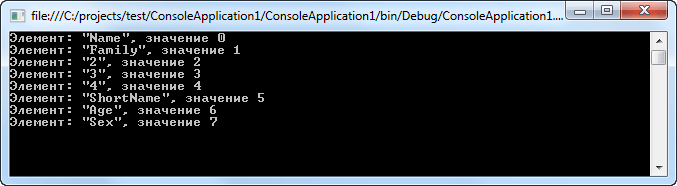 file:///C:/projects/test/ConsoleApplication1/ConsoleApplication1/bin/Debug/ConsoleApplication1....
Элемент: "Name", значение 0
Элемент: "Family", значение 1
Элемент: "2", значение 2
Элемент: "3", значение 3
Элемент: "4", значение 4
Элемент: "ShortName", значение 5
Элемент: "Age", значение 6
Элемент: "Sex", значение 7